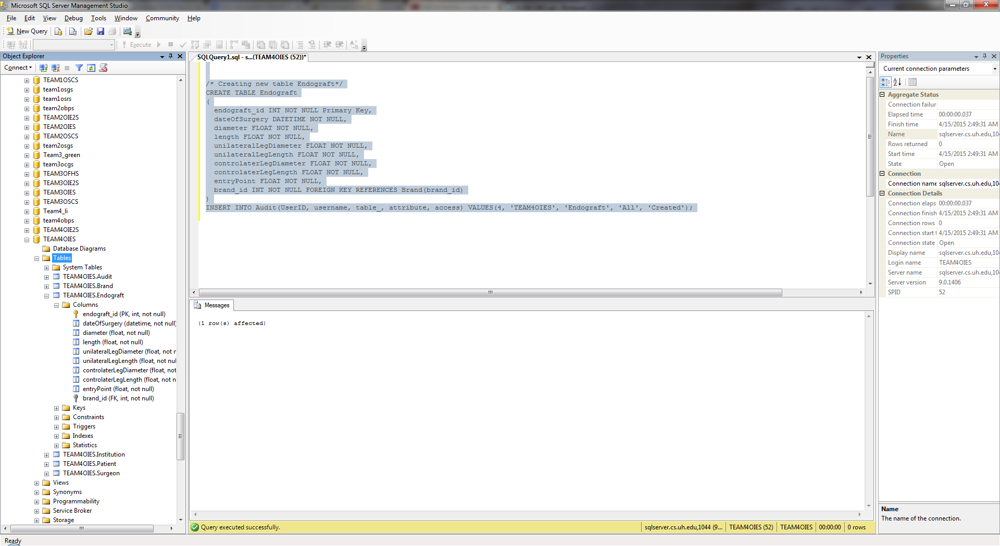 Microsoft SQL Server Management Studio
File Edit View Debug Tools Window Community Help
New Query
Execute
Object Explorer
Connect
TEAM1OSCS
team1osgs
team1osrs
team2obps
TEAM2OIE2S
TEAM2OIES
TEAM2OSCS
team2osgs
Team3_green
team3ocgs
TEAM3OFHS
TEAM3OIE2S
TEAM3OIES
TEAM3OSCS
Team4_li
team4obps
TEAM4OIE2S
TEAM4OIES
Database Diagrams
Tables
System Tables
TEAM4OIES.Audit
TEAM4OIES.Brand
TEAM4OIES.Endograft
Columns
endograft_id (PK, int, not null)
dateOfSurgery (datetime, not null)
diameter (float, not null)
length (float, not null)
unilateralLegDiameter (float, not n
unilateralLegLength (float, not nul
controlaterLegDiameter (float, not
controlaterLegLength (float, not n
entryPoint (float, not null)
brand_id (FK, int, not null)
Keys
Constraints
Triggers
Indexes
Statistics
TEAM4OIES.Institution
TEAM4OIES.Patient
TEAM4OIES.Surgeon
Views
Synonyms
Programmability
Service Broker
Storage
SQLQuery1.sql - s...(TEAM4OIES (52))*
/* Creating new table Endograft*/
CREATE TABLE Endograft
(
endograft_id INT NOT NULL Primary Key,
dateOfSurgery DATETIME NOT NULL,
diameter FLOAT NOT NULL,
length FLOAT NOT NULL,
unilateralLegDiameter FLOAT NOT NULL,
unilateralLegLength FLOAT NOT NULL,
controlaterLegDiameter FLOAT NOT NULL,
controlaterLegLength FLOAT NOT NULL,
entryPoint FLOAT NOT NULL,
brand_id INT NOT NULL FOREIGN KEY REFERENCES Brand(brand_id)
)
INSERT INTO Audit(UserID, username, table_, attribute, access) VALUES(4, 'TEAM4OIES', 'Endograft', 'All', 'Created');
Messages
(1 row(s) affected)
Query executed successfully.
sqlserver.cs.uh.edu,1044 (9... TEAM4OIES (52) TEAM4OIES 00:00:00 0 rows
Properties
Current connection parameters
Aggregate Status
Connection failur
Elapsed time 00:00:00.037
Finish time 4/15/2015 2:49:31 AM
Name sqlserver.cs.uh.edu,10
Rows returned 0
Start time 4/15/2015 2:49:31 AM
State Open
Connection
Connection name sqlserver.cs.uh.edu,10
Connection Details
Connection elaps 00:00:00.037
Connection finish 4/15/2015 2:49:31 AM
Connection rows 0
Connection start t 4/15/2015 2:49:31 AM
Connection state Open
Display name sqlserver.cs.uh.edu,10
Login name TEAM4OIES
Server name sqlserver.cs.uh.edu,10
Server version 9.0.1406
SPID 52
Name
The name of the connection.
Ready